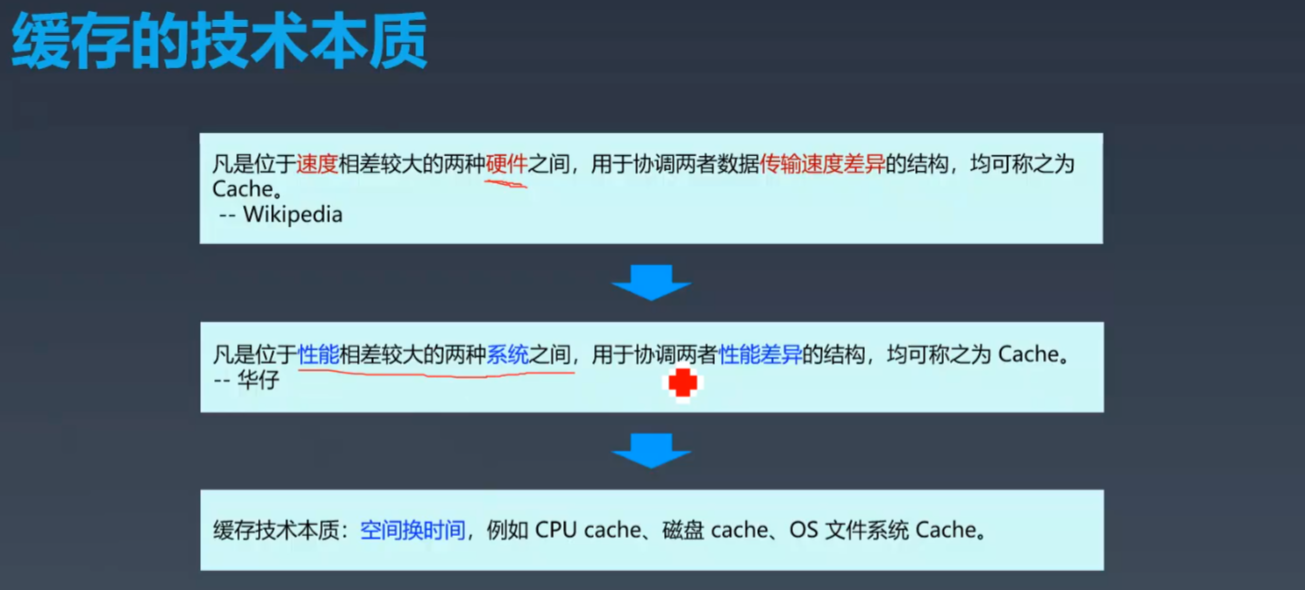 缓存的技术本质
凡是位于速度相差较大的两种硬件之间，用于协调两者数据传输速度差异的结构，均可称之为
Cache。
-- Wikipedia
凡是位于性能相差较大的两种系统之间，用于协调两者性能差异的结构，均可称之为 Cache。
-- 华仔
缓存技术本质：空间换时间，例如 CPU cache、磁盘 cache、OS 文件系统 Cache。